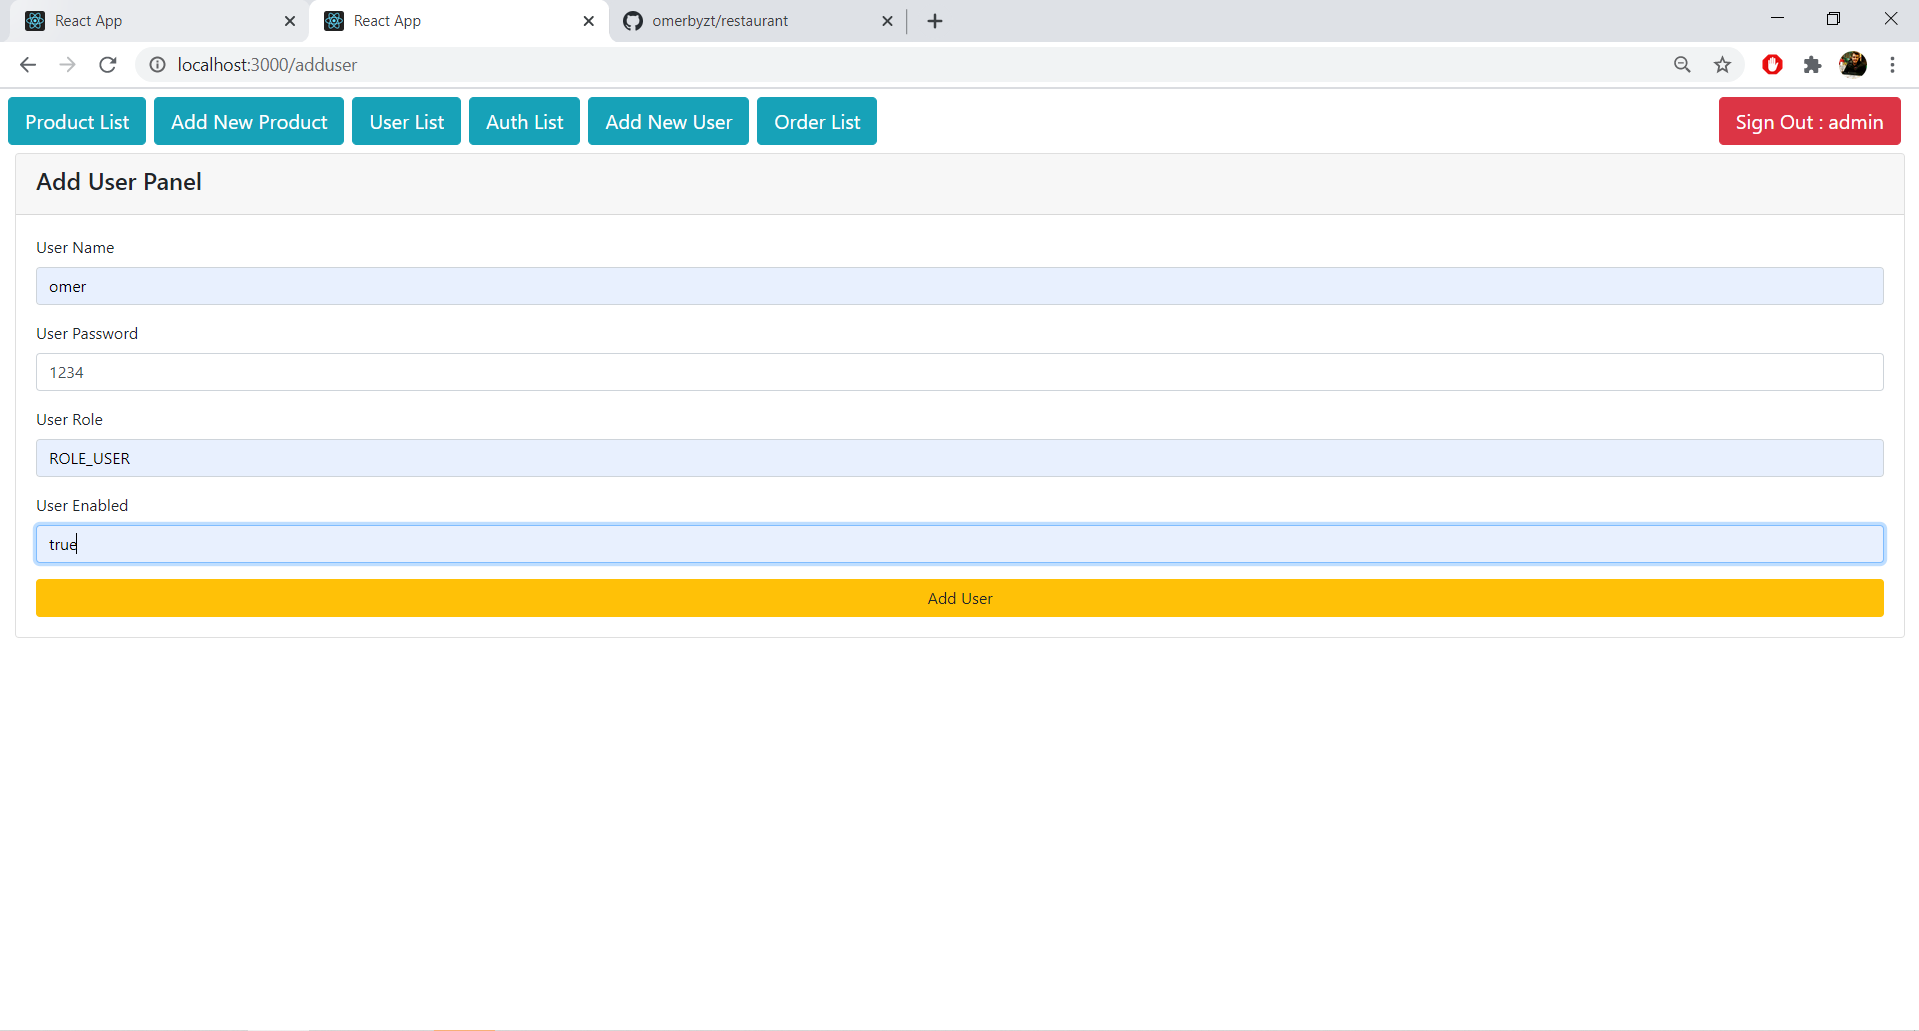 React App
React App
omerbyzt/restaurant
localhost:3000/adduser
Product List
Add New Product
User List
Auth List
Add New User
Order List
Sign Out : admin
Add User Panel
User Name
omer
User Password
1234
User Role
ROLE_USER
User Enabled
true
Add User